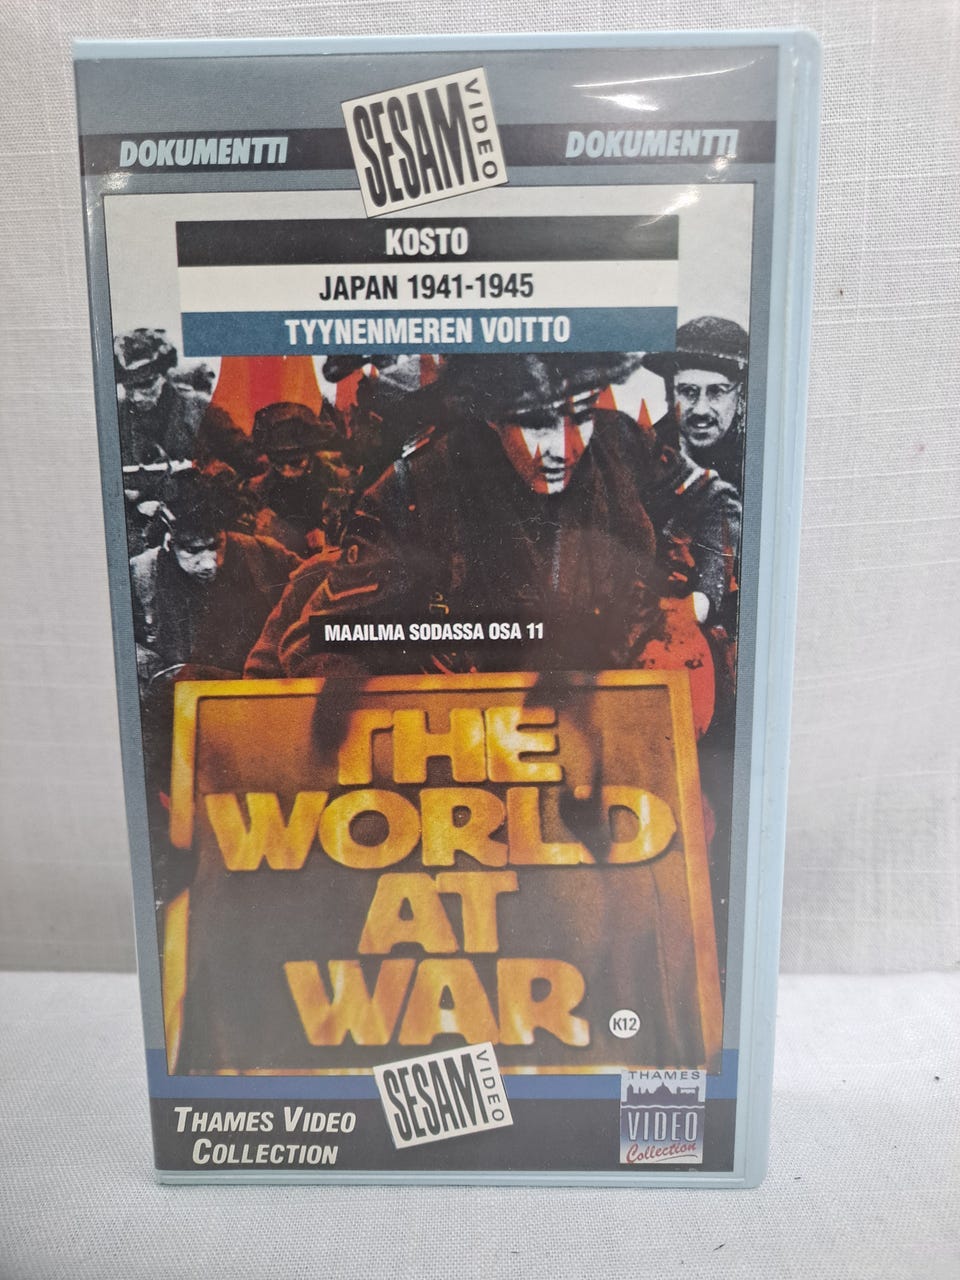 SESAM VIDEO
DOKUMENTTI
DOKUMENTTI
KOSTO
JAPAN 1941-1945
TYYNENMEREN VOITTO
MAAILMA SODASSA OSA 11
THE
WORLD
AT
WAR
K12
SESAM VIDEO
THAMES VIDEO
COLLECTION
THAMES
VIDEO
Collection